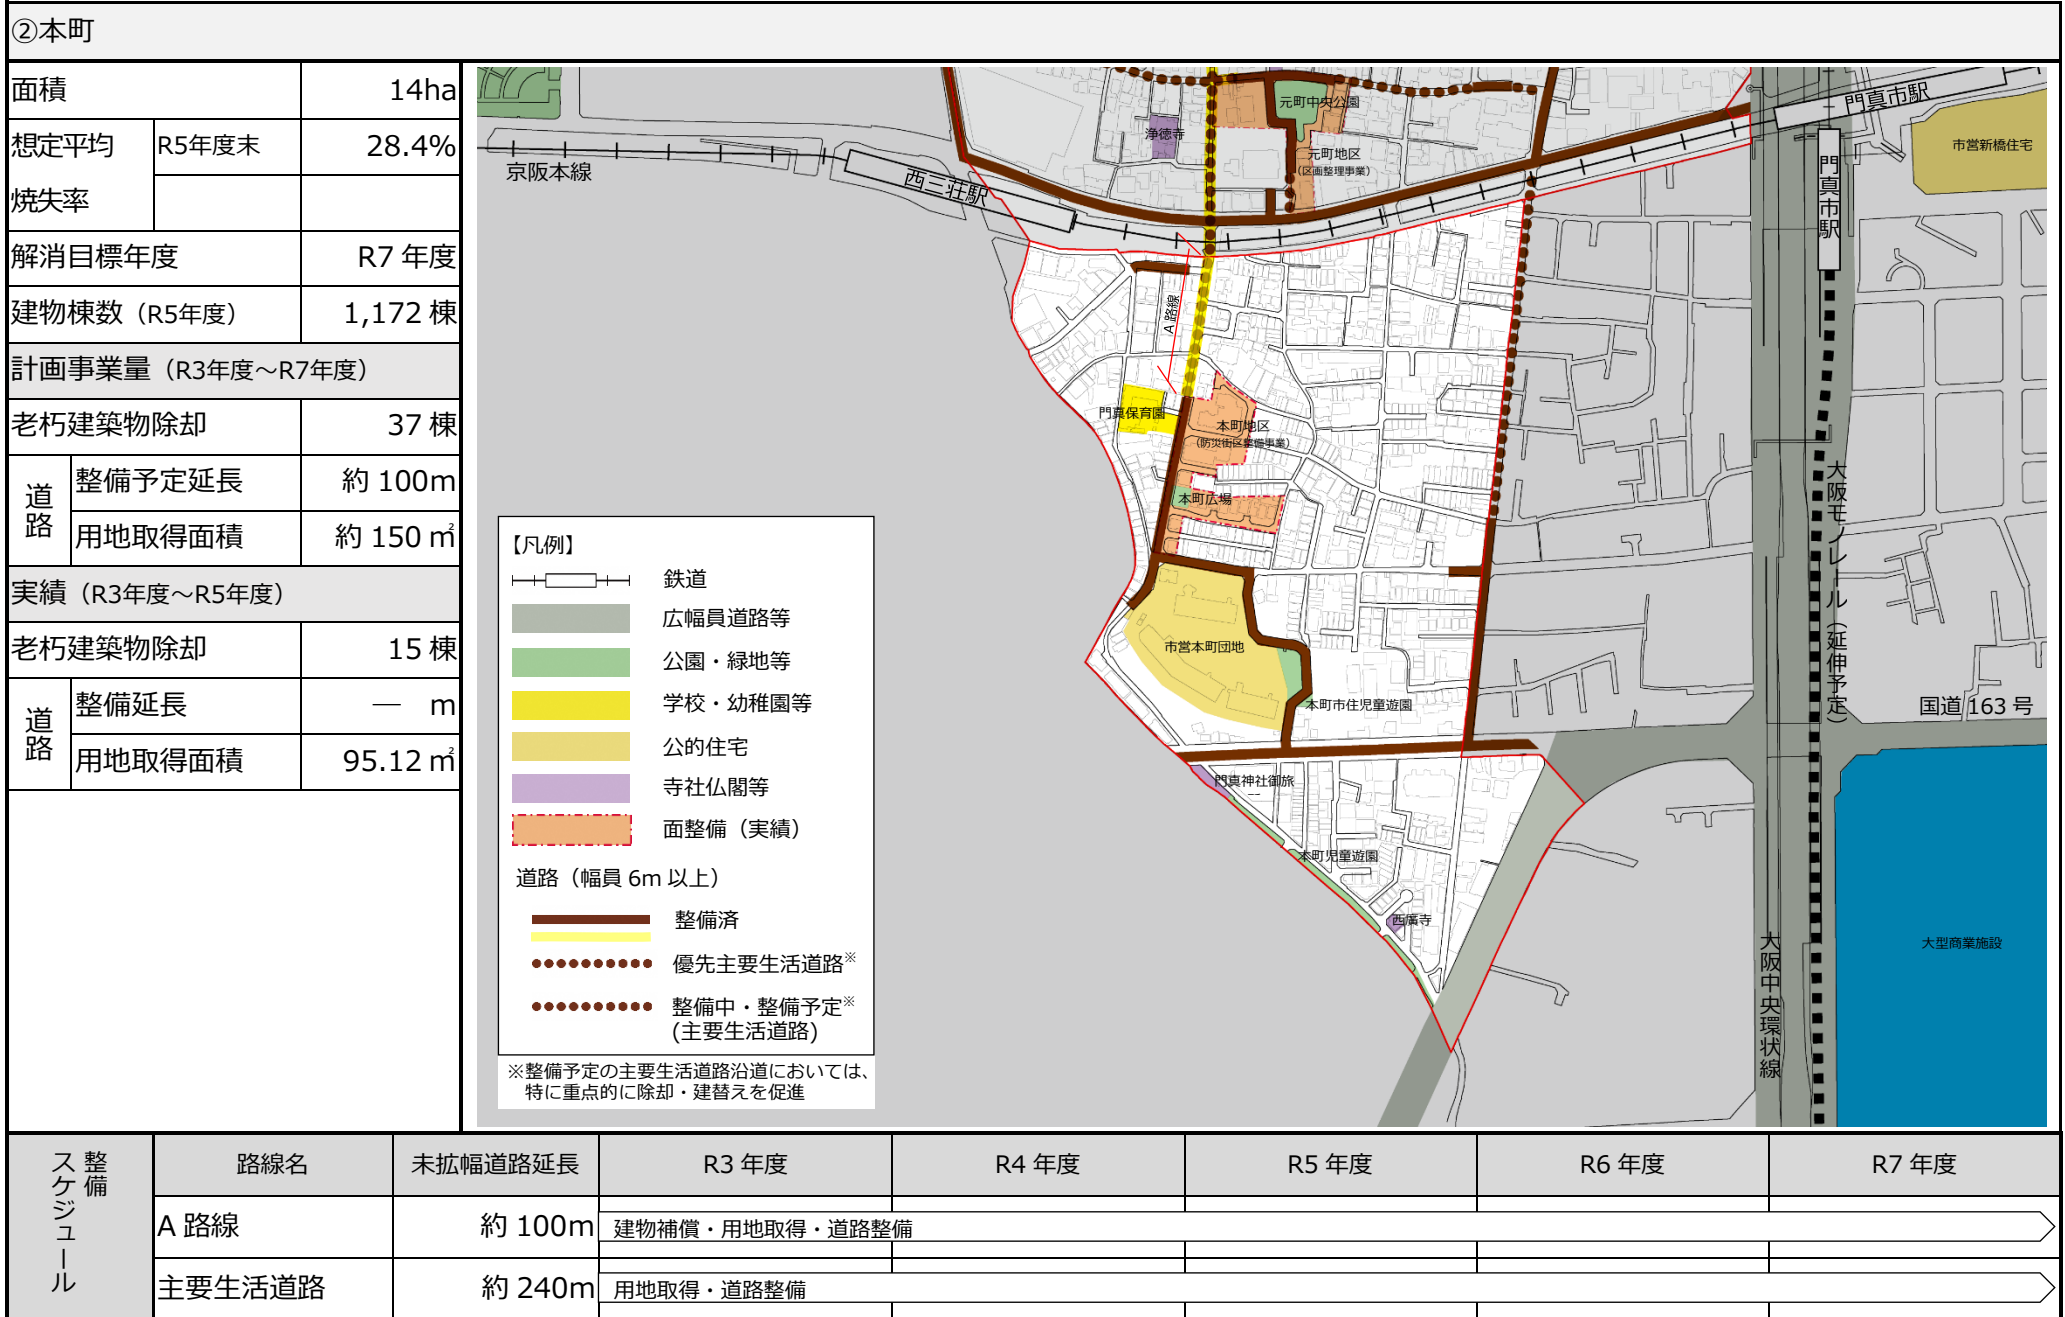 ②本町
面積 14ha
想定平均焼失率 R5年度末 28.4%
解消目標年度 R7 年度
建物棟数（R5年度） 1,172 棟
計画事業量（R3年度～R7年度）
老朽建築物除却 37 棟
道路 整備予定延長 約 100m
用地取得面積 約 150 ㎡
実績（R3年度～R5年度）
老朽建築物除却 15 棟
道路 整備延長 ― m
用地取得面積 95.12 ㎡
元町中央公園
浄徳寺
元町地区
（区画整理事業）
京阪本線
西三荘駅
門真市駅
門真市駅
市営新橋住宅
A 路線
門真保育園
本町地区
（防災街区整備事業）
本町広場
市営本町団地
本町市住児童遊園
門真神社御旅
本町児童遊園
西廣寺
大阪モノレール（延伸予定）
国道 163 号
大阪中央環状線
大型商業施設
【凡例】
鉄道
広幅員道路等
公園・緑地等
学校・幼稚園等
公的住宅
寺社仏閣等
面整備（実績）
道路（幅員 6m 以上）
整備済
優先主要生活道路※
整備中・整備予定※
(主要生活道路)
※整備予定の主要生活道路沿道においては、
特に重点的に除却・建替えを促進
整備スケジュール 路線名 未拡幅道路延長 R3 年度 R4 年度 R5 年度 R6 年度 R7 年度
A 路線 約 100m 建物補償・用地取得・道路整備
主要生活道路 約 240m 用地取得・道路整備